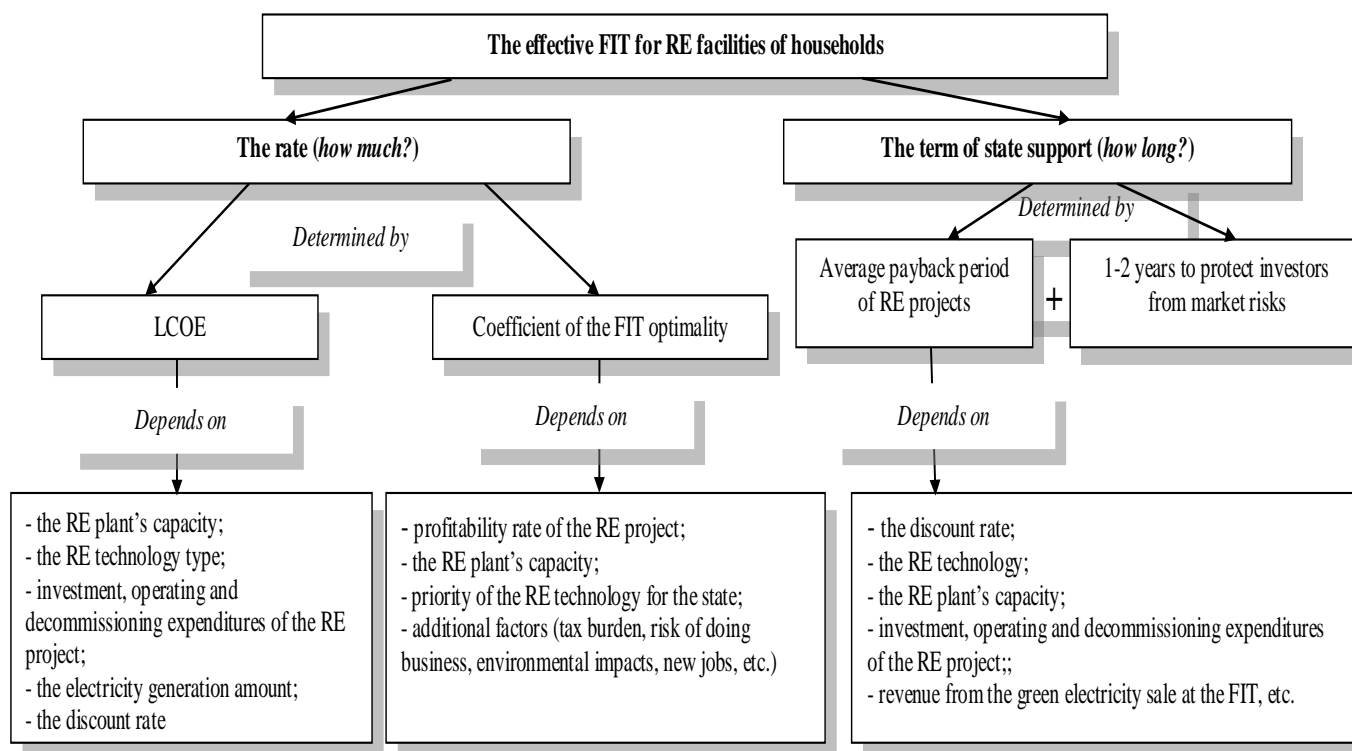 The effective FIT for RE facilities of households
The rate (how much?)
The term of state support (how long?)
Determined by
Determined by
LCOE
Coefficient of the FIT optimality
Average payback period
of RE projects
+
1-2 years to protect investors
from market risks
Depends on
Depends on
Depends on
- the RE plant’s capacity;
- the RE technology type;
- investment, operating and
decommissioning expenditures of the RE
project;
- the electricity generation amount;
- the discount rate
- profitability rate of the RE project;
- the RE plant’s capacity;
- priority of the RE technology for the state;
- additional factors (tax burden, risk of doing
business, environmental impacts, new jobs, etc.)
- the discount rate;
- the RE technology;
- the RE plant’s capacity;
- investment, operating and decommissioning expenditures
of the RE project;;
- revenue from the green electricity sale at the FIT, etc.